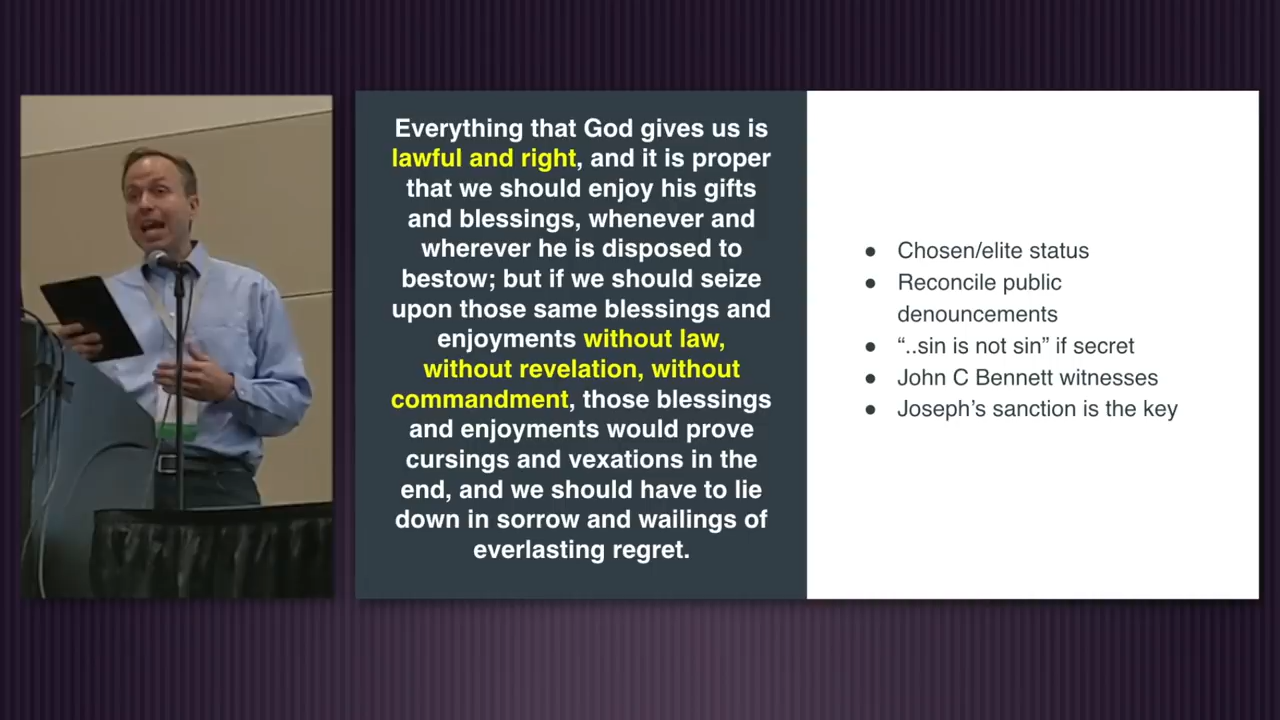 Everything that God gives us is
lawful and right, and it is proper
that we should enjoy his gifts
and blessings, whenever and
wherever he is disposed to
bestow; but if we should seize
upon those same blessings and
enjoyments without law,
without revelation, without
commandment, those blessings
and enjoyments would prove
cursings and vexations in the
end, and we should have to lie
down in sorrow and wailings of
everlasting regret.
● Chosen/elite status
● Reconcile public
denouncements
● “..sin is not sin” if secret
● John C Bennett witnesses
● Joseph’s sanction is the key